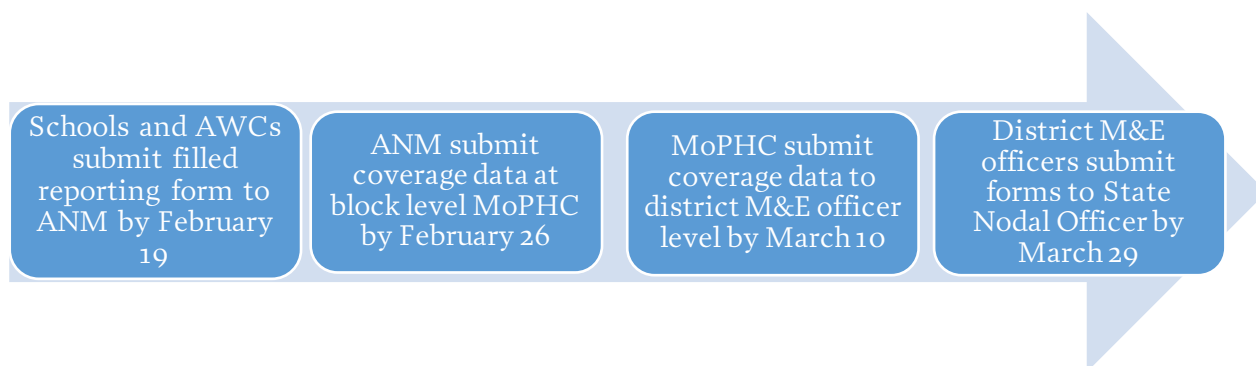 Schools and AWCs
submit filled
reporting form to
ANM by February
19
ANM submit
coverage data at
block level MoPHC
by February 26
MoPHC submit
coverage data to
district M&E officer
level by March 10
District M&E
officers submit
forms to State
Nodal Officer by
March 29